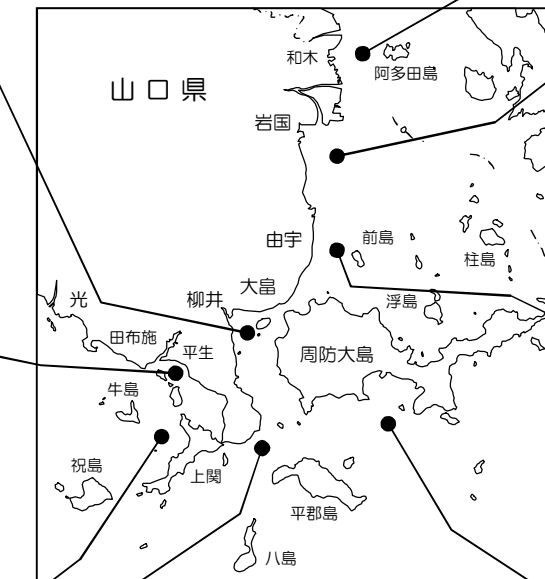 和木
阿多田島
山口県
岩国
由宇
前島
柱島
大畠
光
柳井
浮島
田布施
平生
周防大島
牛島
祝島
上関
平郡島
八島